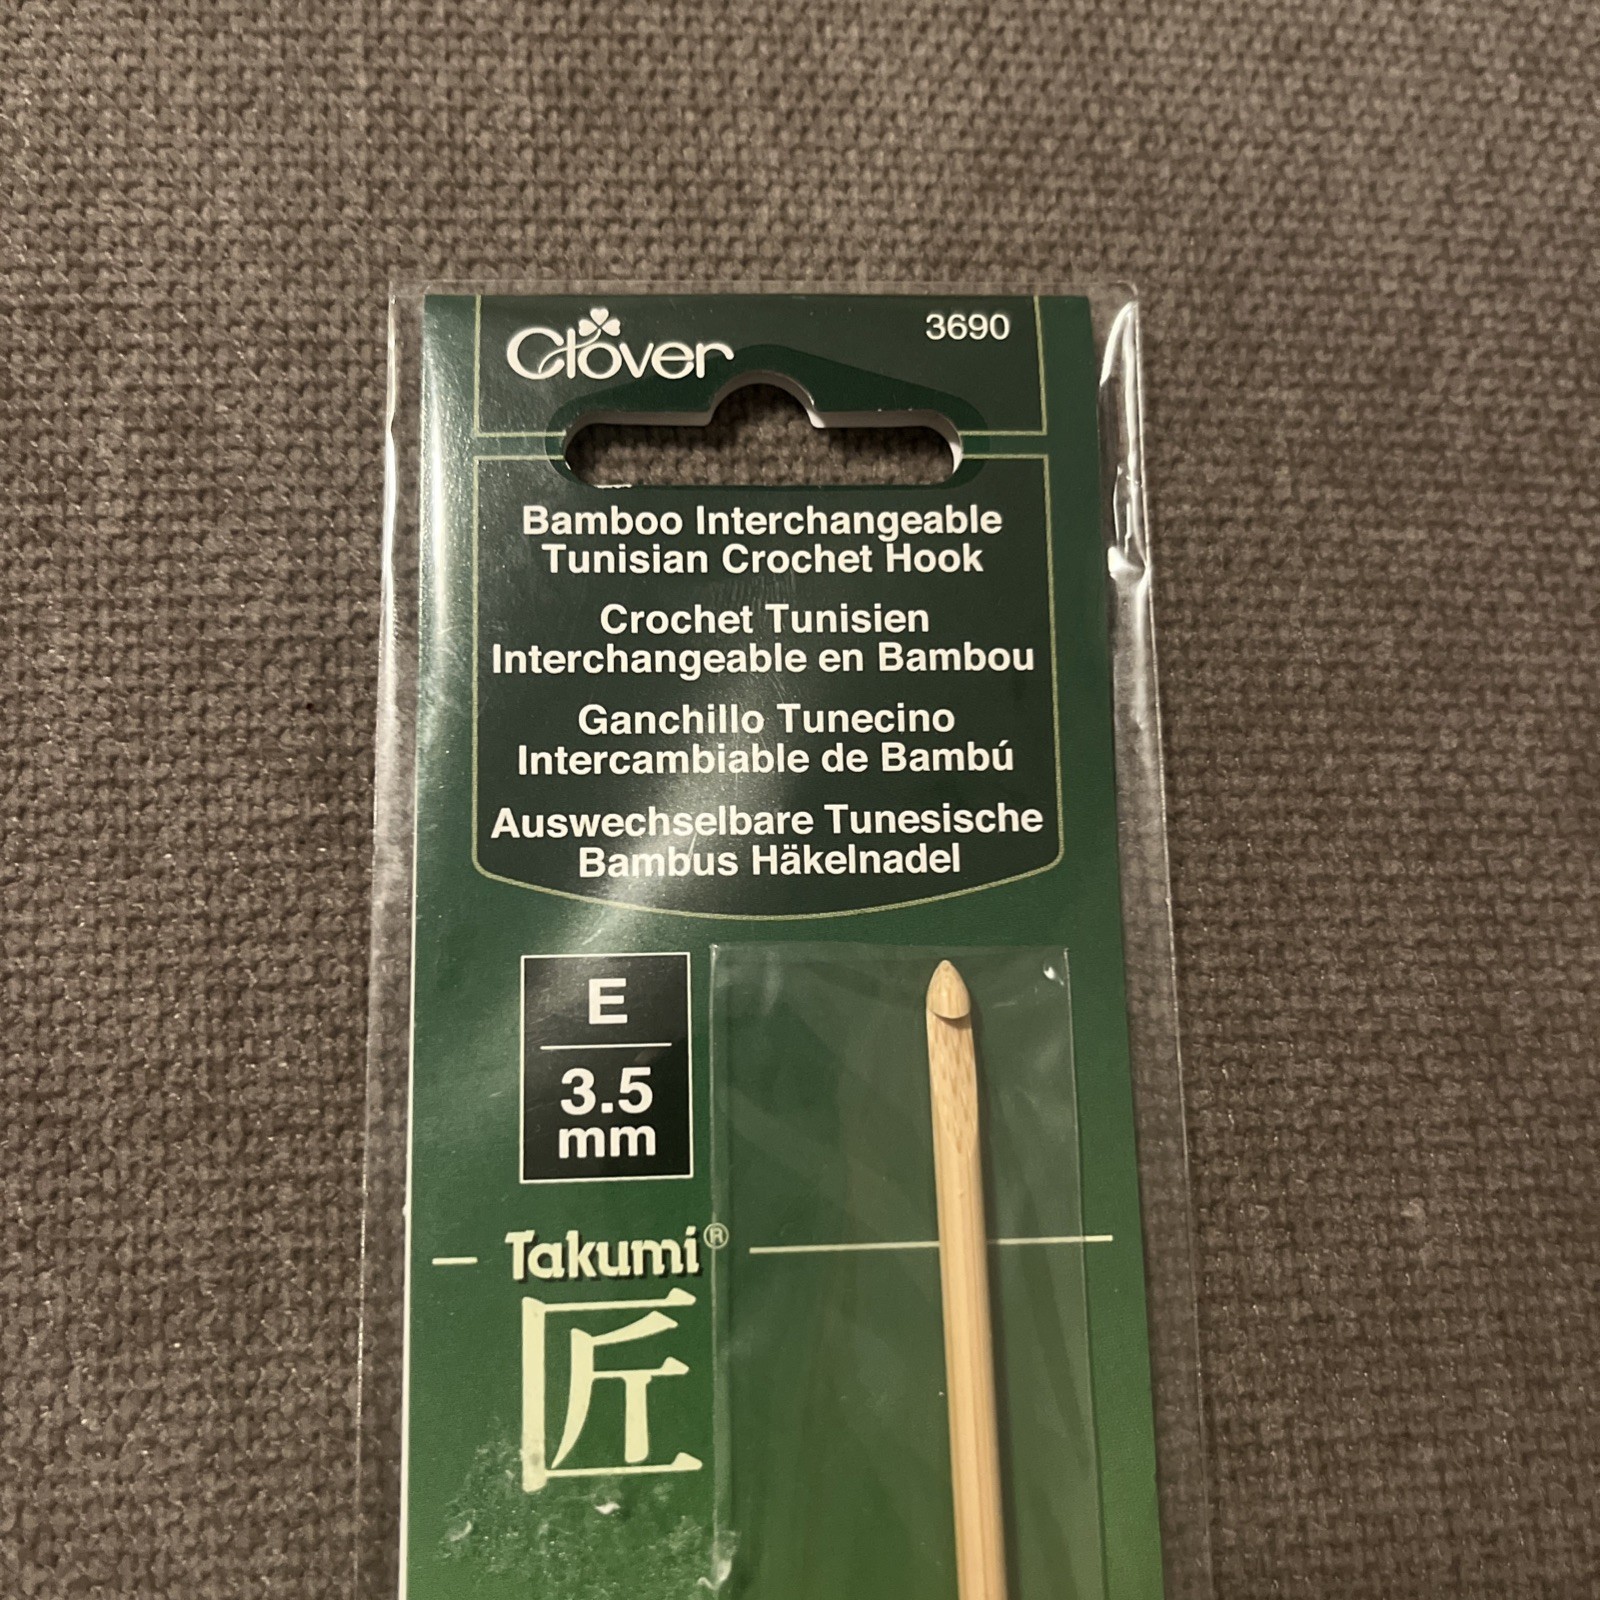 Clover
3690
Bamboo Interchangeable
Tunisian Crochet Hook
Crochet Tunisien
Interchangeable en Bambou
Ganchillo Tunecino
Intercambiable de Bambú
Auswechselbare Tunesische
Bambus Häkelnadel
E
3.5
mm
Takumi®
匠